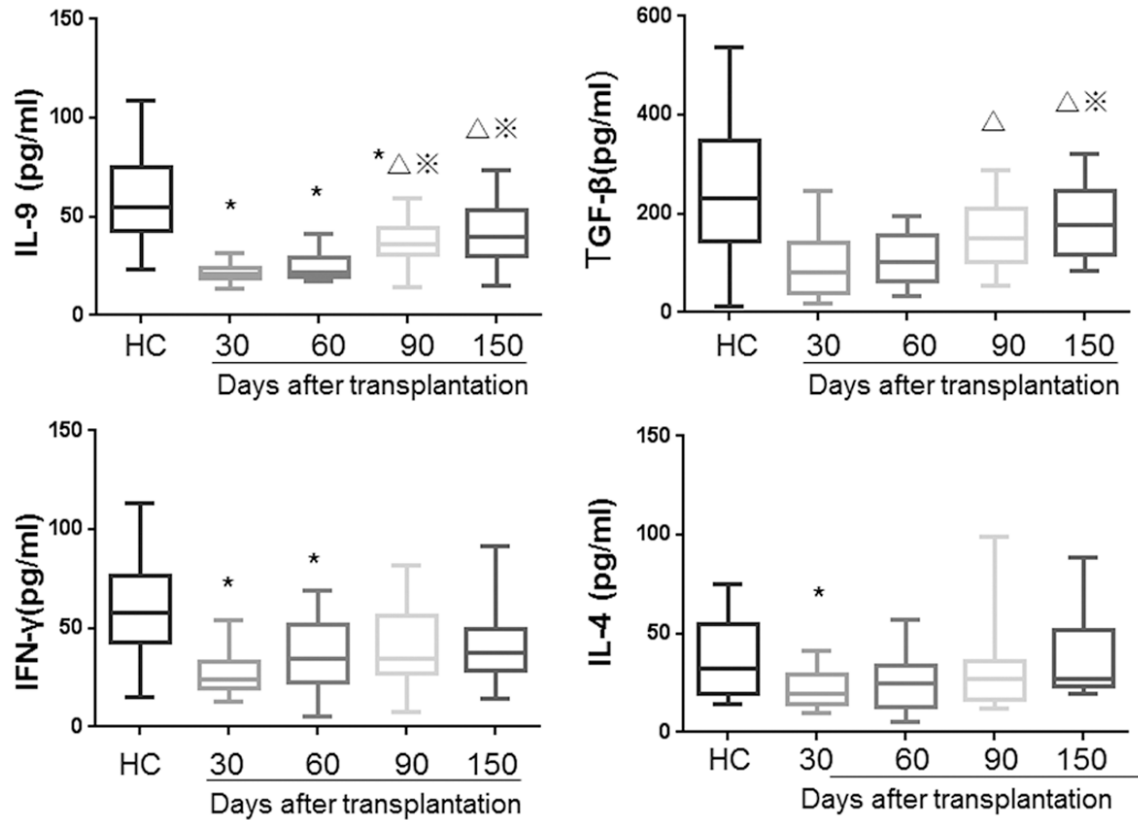 IL-9 (pg/ml)
150
100
50
0
*
*
* △ ※
△ ※
HC 30 60 90 150
Days after transplantation
TGF-β(pg/ml)
600
400
200
0
△
△ ※
HC 30 60 90 150
Days after transplantation
IFN-γ(pg/ml)
150
100
50
0
*
*
HC 30 60 90 150
Days after transplantation
IL-4 (pg/ml)
150
100
50
0
*
HC 30 60 90 150
Days after transplantation